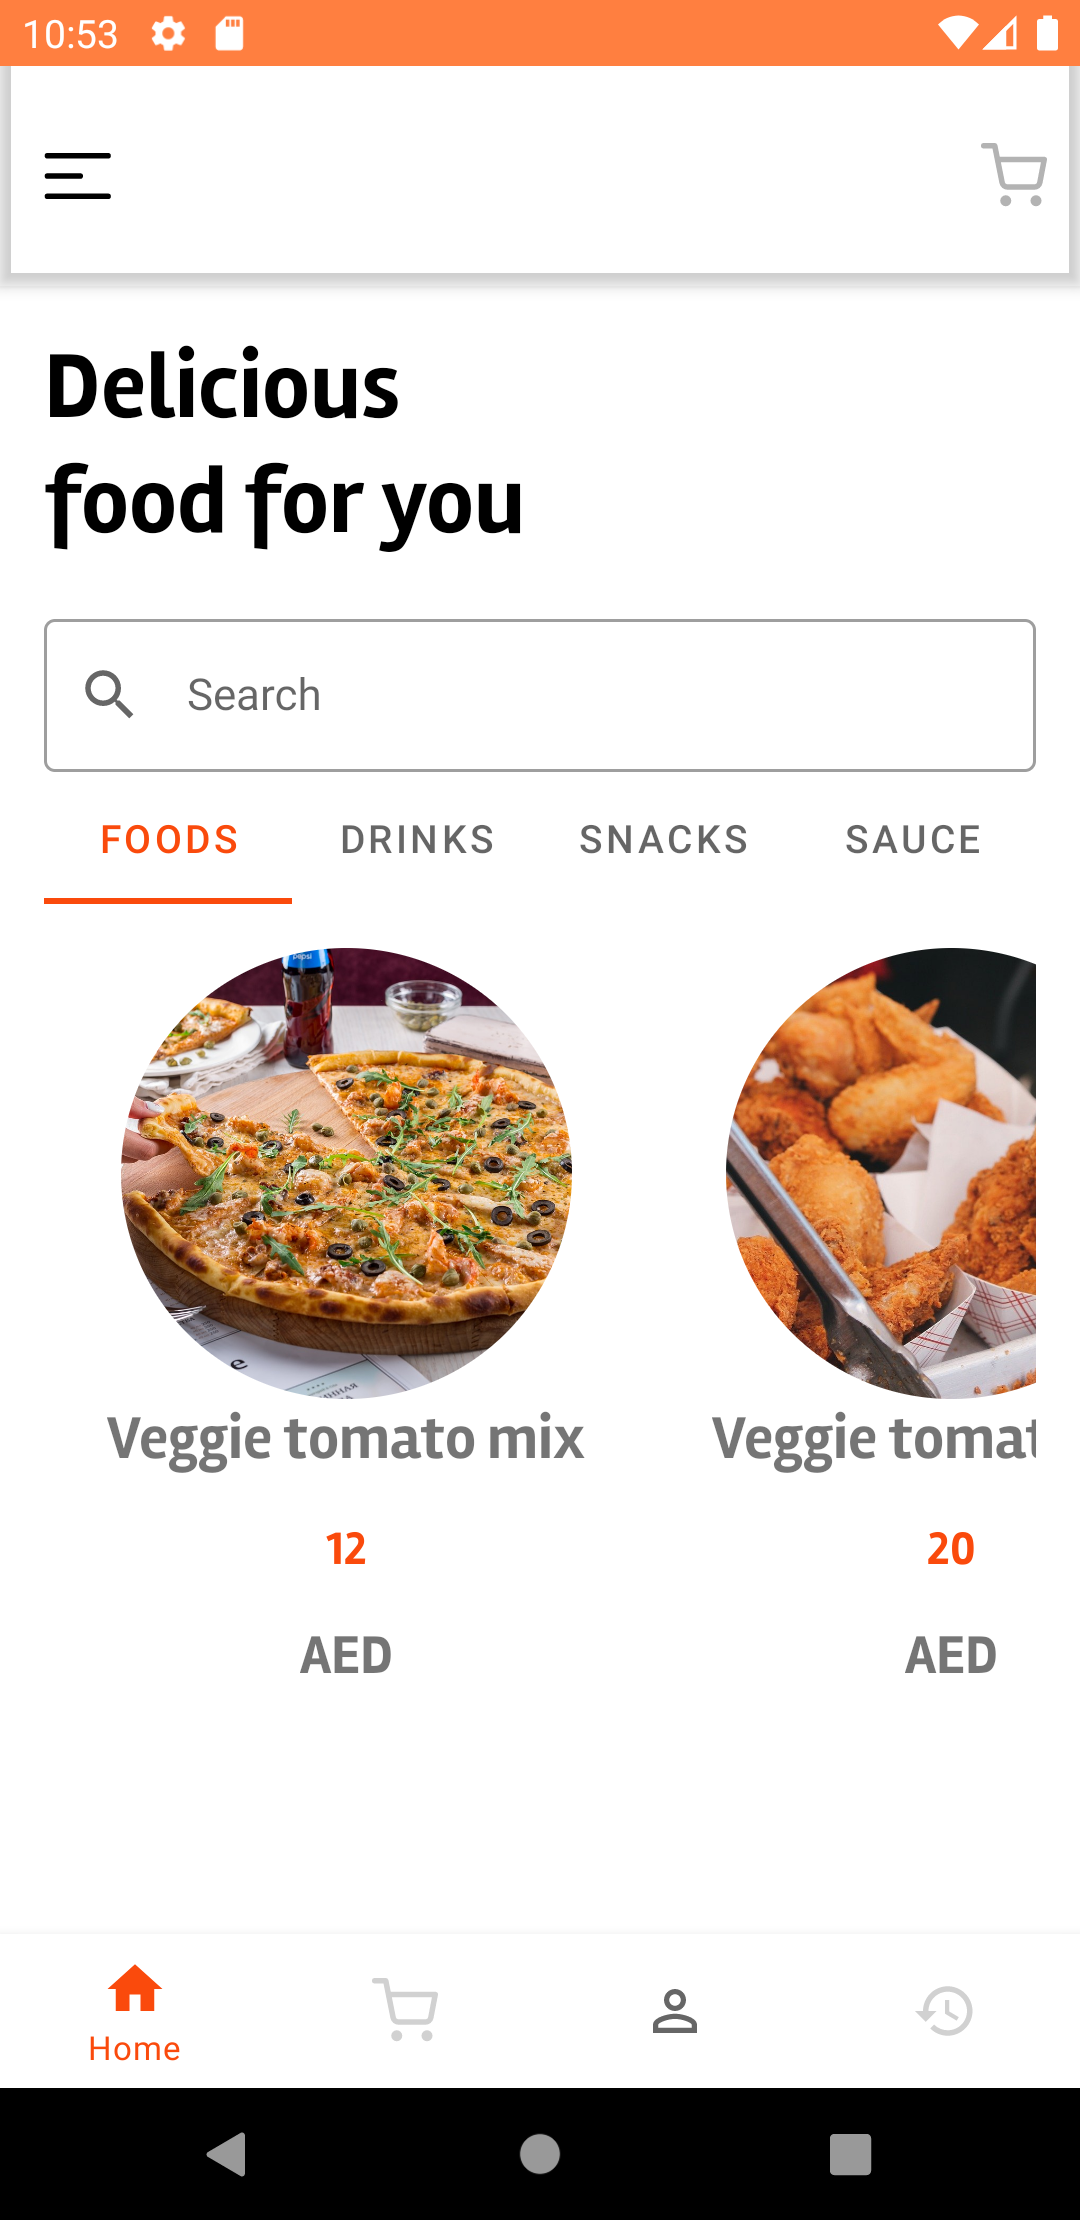 10:53
Delicious
food for you
Search
FOODS DRINKS SNACKS SAUCE
pepsi
Veggie tomato mix
Veggie tomat
12
20
AED
AED
Home